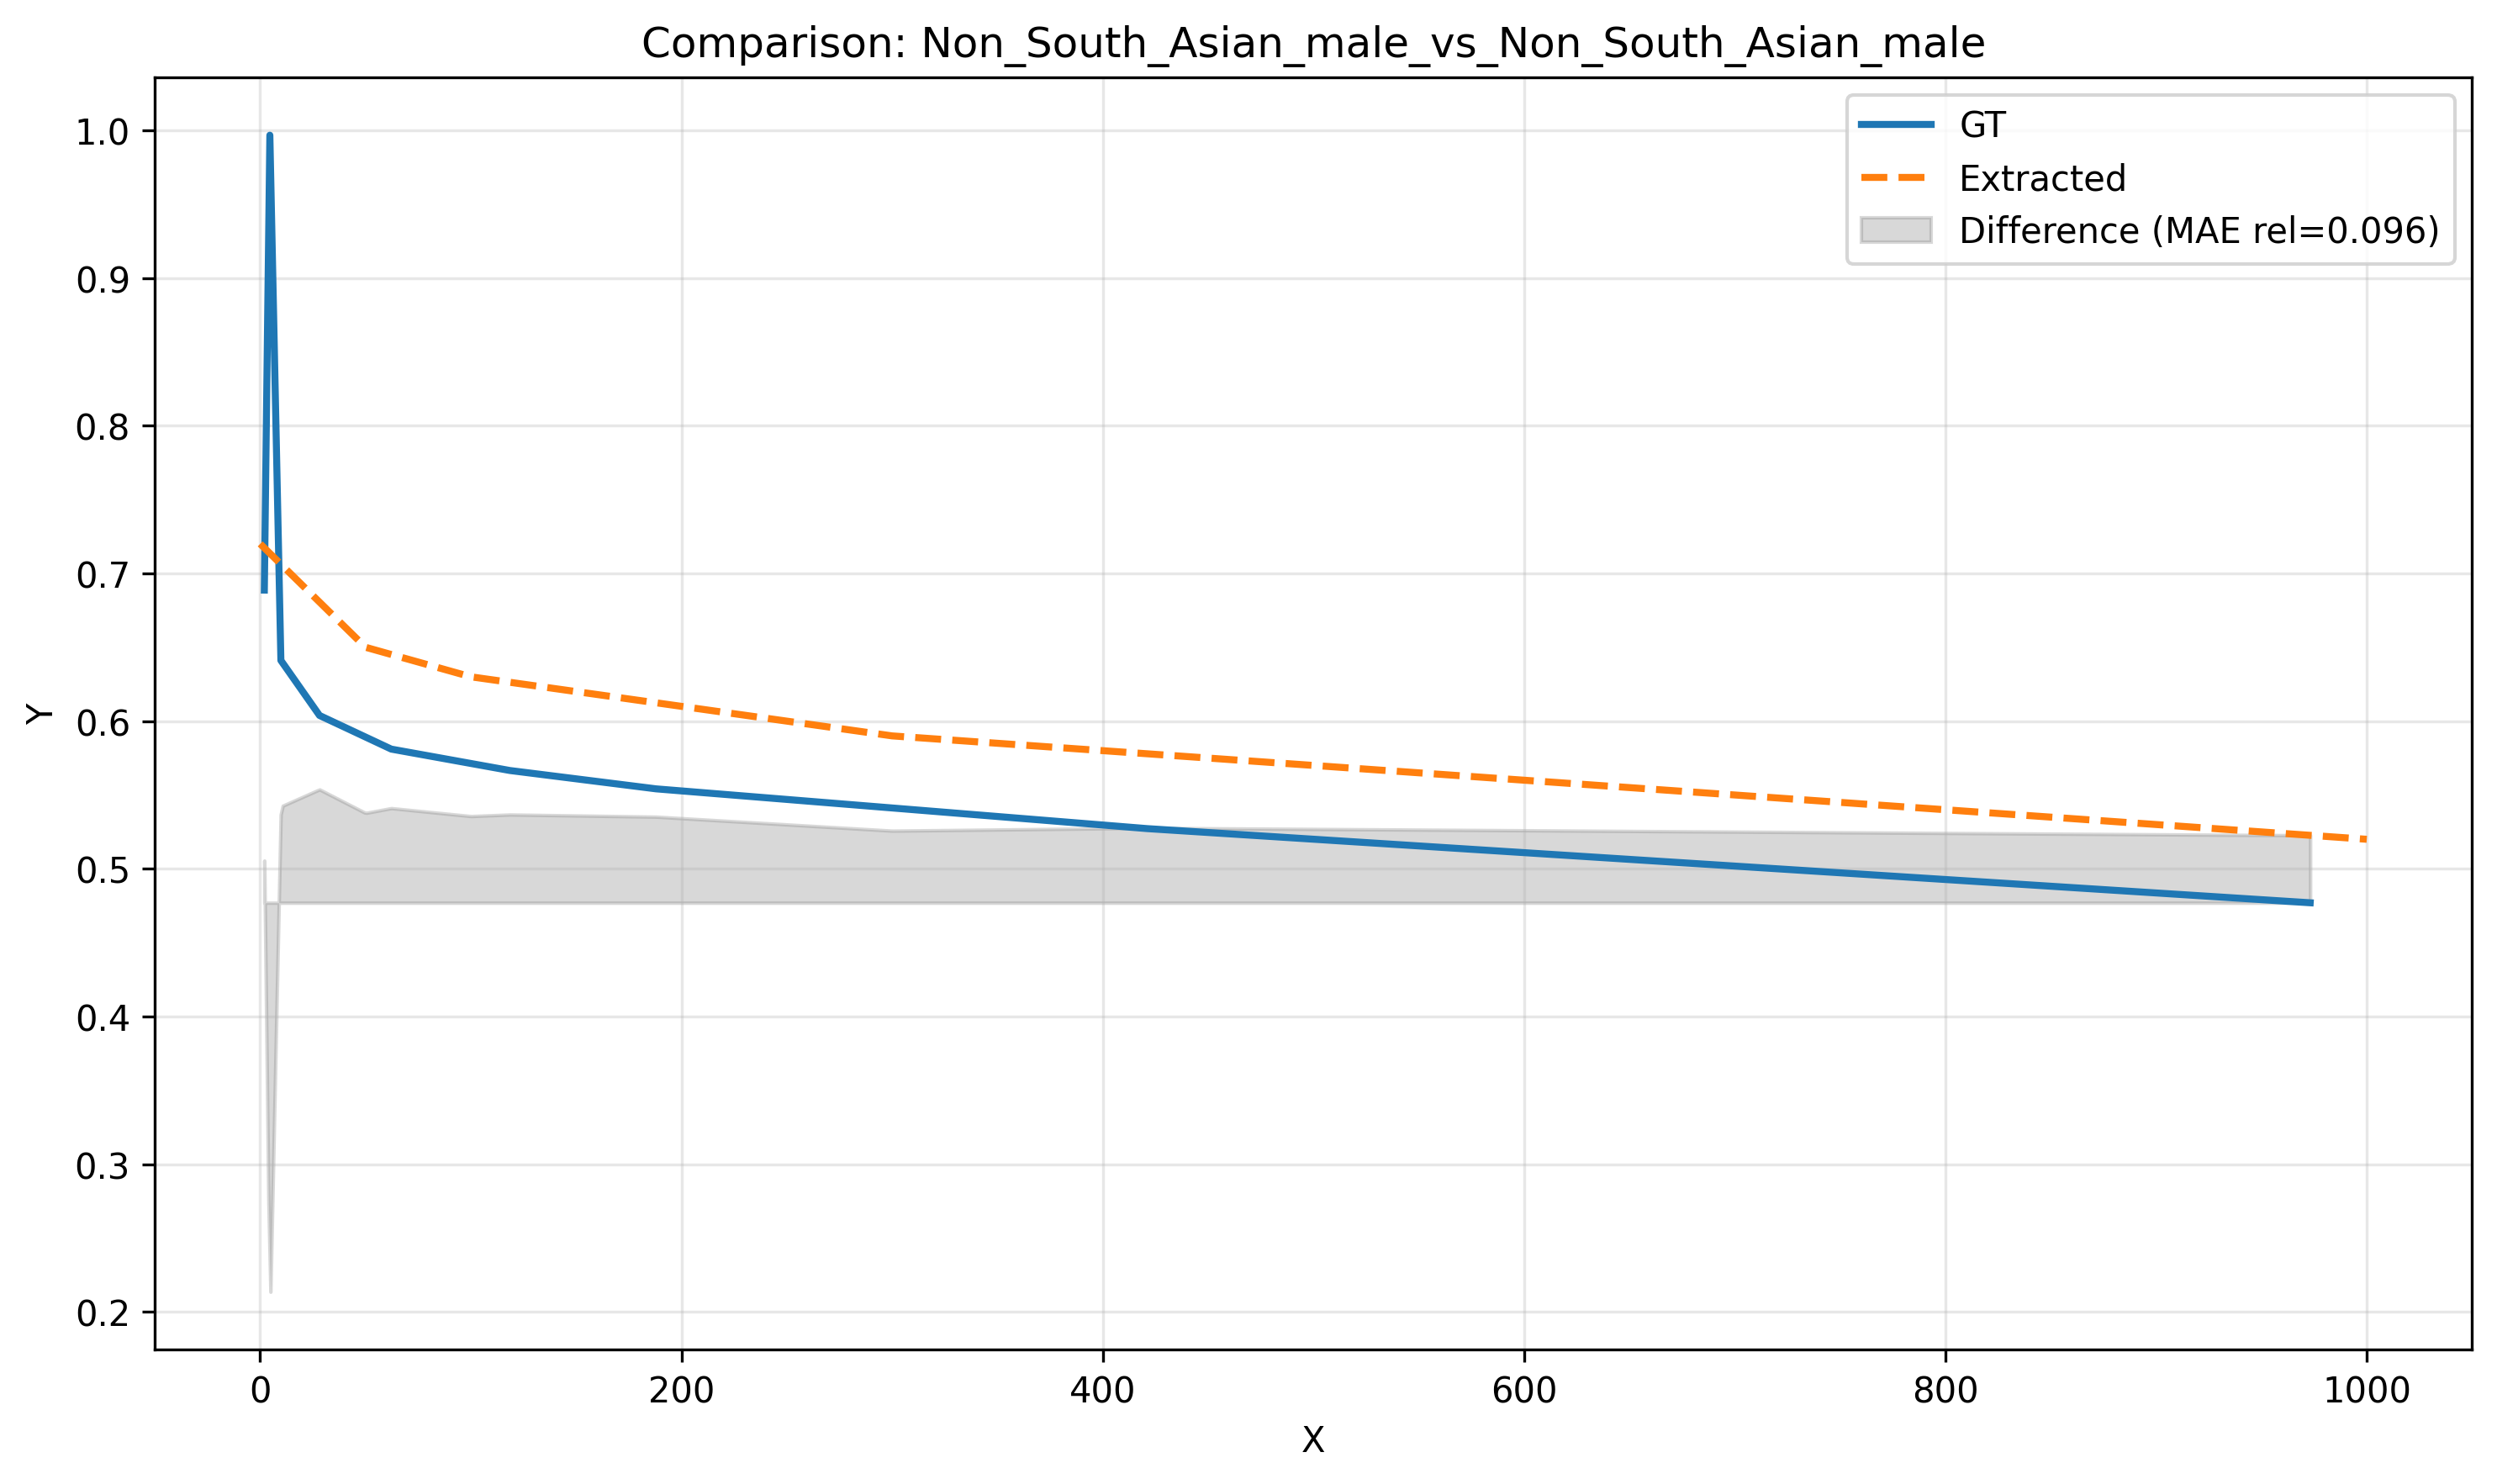 Comparison: Non_South_Asian_male_vs_Non_South_Asian_male
GT
Extracted
Difference (MAE rel=0.096)
1.0
0.9
0.8
0.7
0.6
0.5
0.4
0.3
0.2
Y
0 200 400 600 800 1000
X